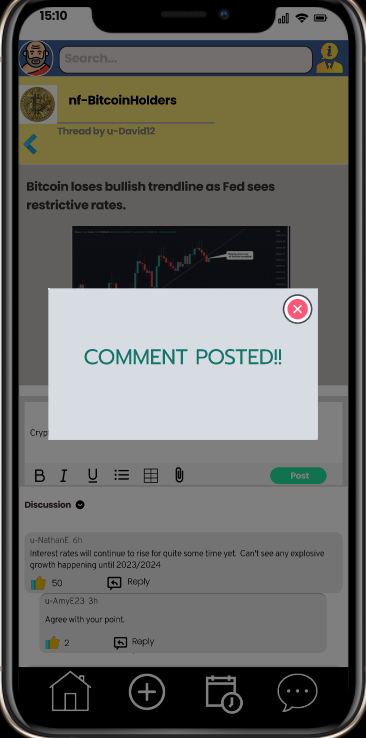 15:10
Search...
nf-BitcoinHolders
Thread by u-David12
Bitcoin loses bullish trendline as Fed sees
restrictive rates.
COMMENT POSTED!!
Cryp
B I U
Post
Discussion
u-NathanE 6h
Interest rates will continue to rise for quite some time yet. Can't see any explosive
growth happening until 2023/2024
50 Reply
u-AmyE23 3h
Agree with your point.
2 Reply